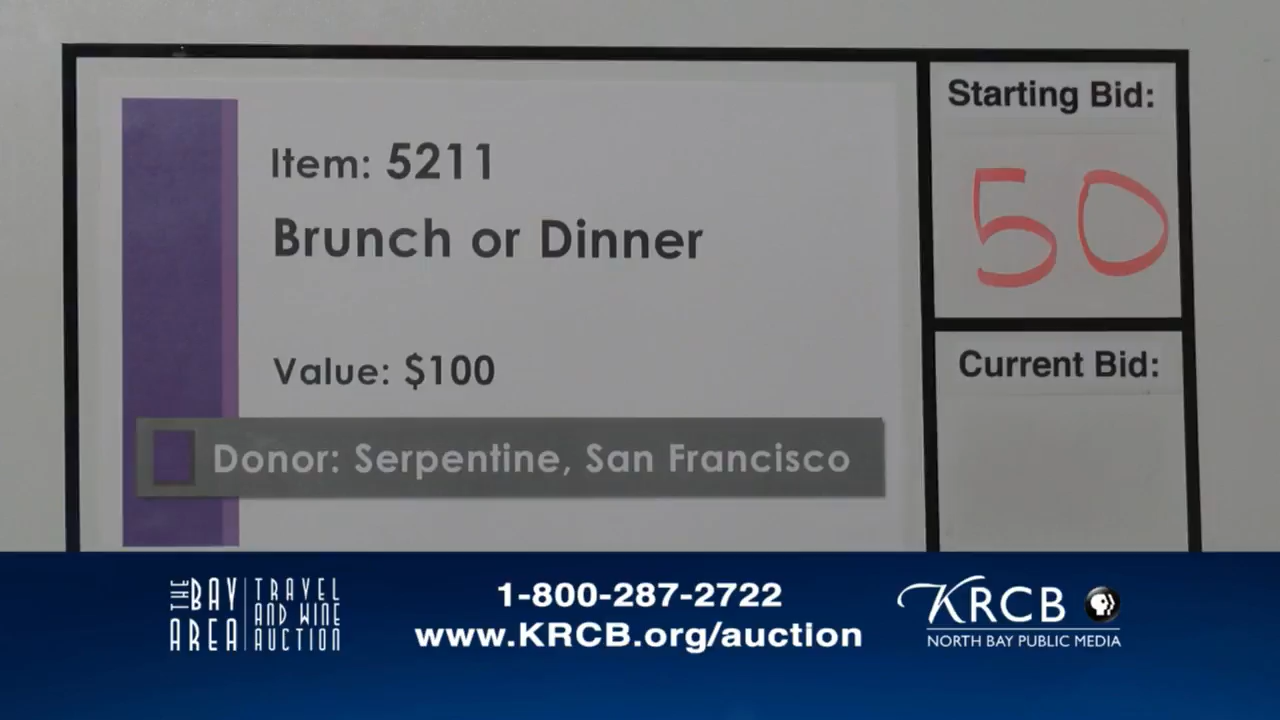 Item: 5211
Brunch or Dinner
Value: $100
Donor: Serpentine, San Francisco
Starting Bid:
50
Current Bid:
THE BAY AREA
TRAVEL AND WINE AUCTION
1-800-287-2722
www.KRCB.org/auction
KRCB
NORTH BAY PUBLIC MEDIA